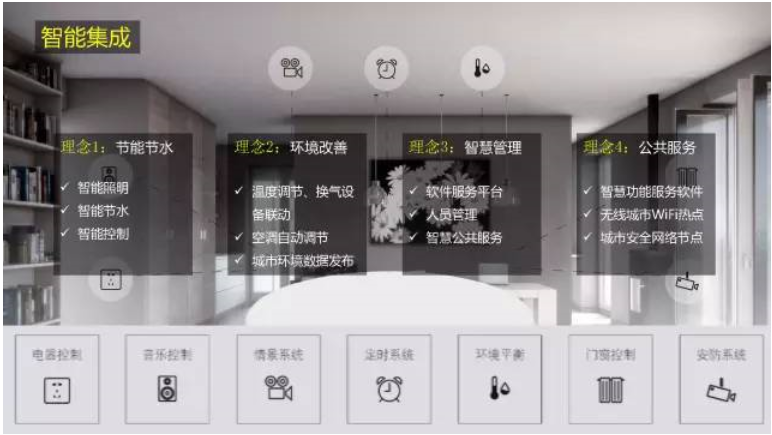 智能集成
理念1：节能节水
✓ 智能照明
✓ 智能节水
✓ 智能控制
理念2：环境改善
✓ 温度调节、换气设
备联动
✓ 空调自动调节
✓ 城市环境数据发布
理念3：智慧管理
✓ 软件服务平台
✓ 人员管理
✓ 智慧公共服务
理念4：公共服务
✓ 智慧功能服务软件
✓ 无线城市WiFi热点
✓ 城市安全网络节点
电器控制
音乐控制
情景系统
定时系统
环境平衡
门窗控制
安防系统